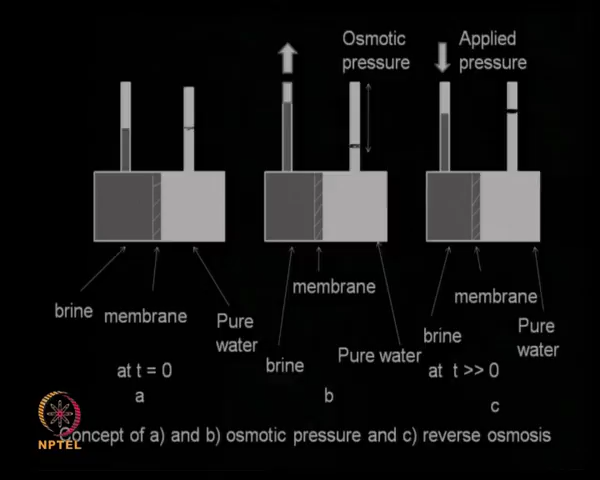 Osmotic
pressure
Applied
pressure
brine
membrane
Pure
water
at t = 0
a
membrane
brine
Pure water
b
membrane
brine
Pure
water
at t >> 0
c
NPTEL
Concept of a) and b) osmotic pressure and c) reverse osmosis